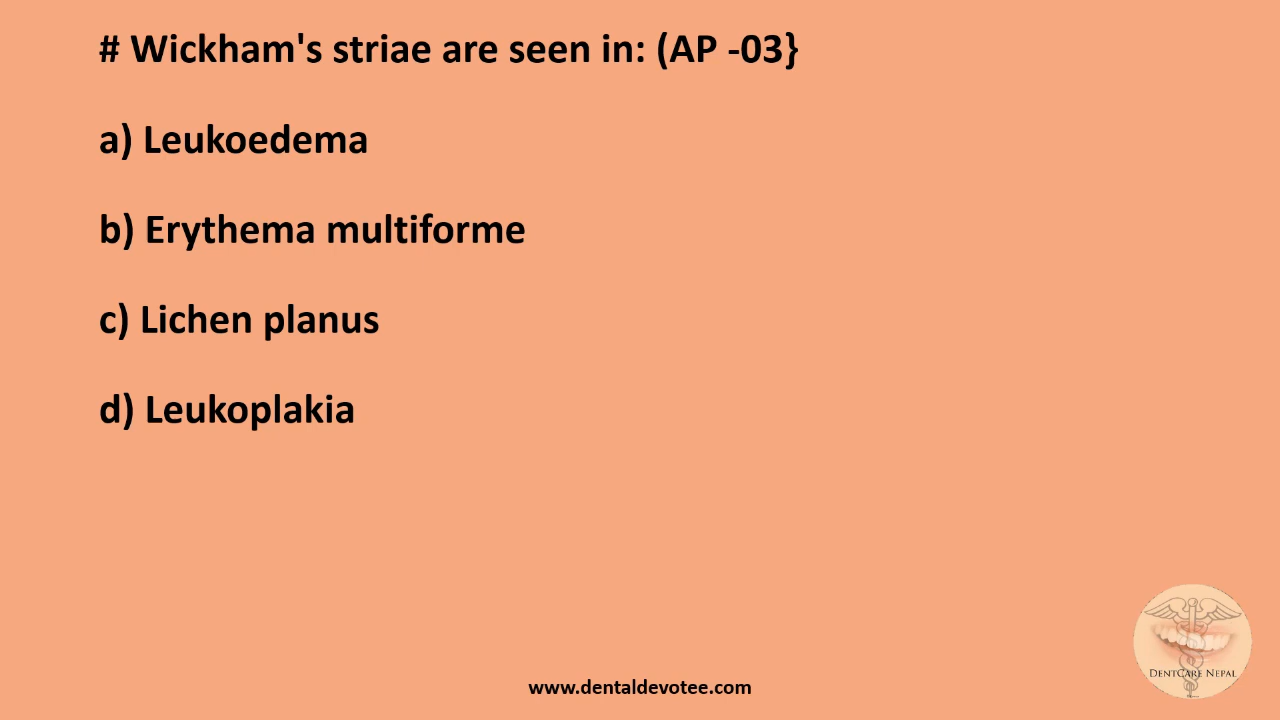 # Wickham's striae are seen in: (AP -03}
a) Leukoedema
b) Erythema multiforme
c) Lichen planus
d) Leukoplakia
DentCare Nepal
www.dentaldevotee.com